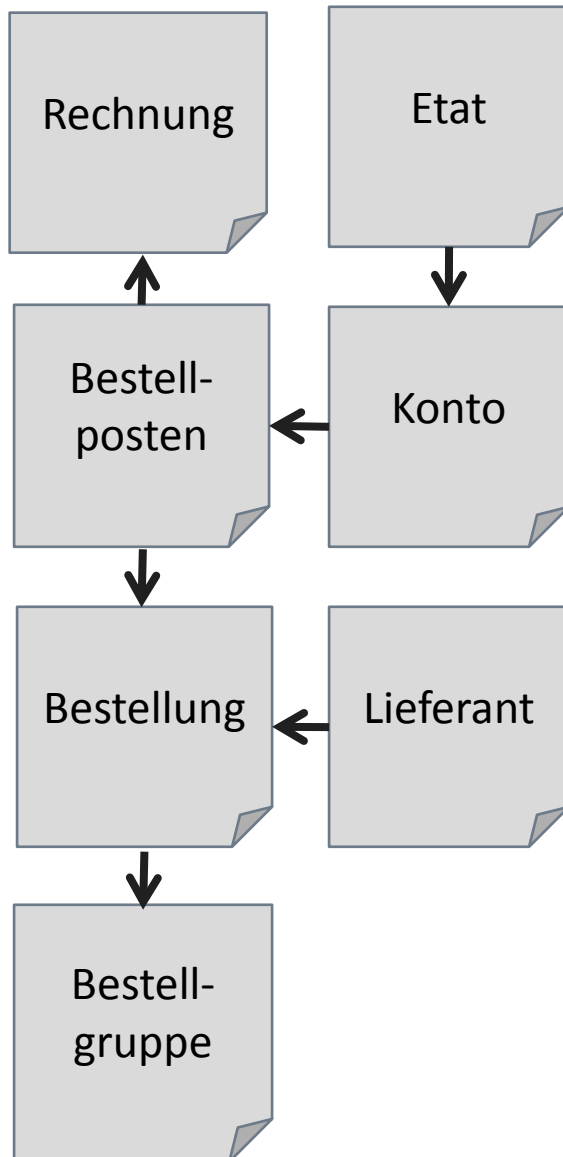 Rechnung
Etat
Bestell-
posten
Konto
Bestellung
Lieferant
Bestell-
gruppe